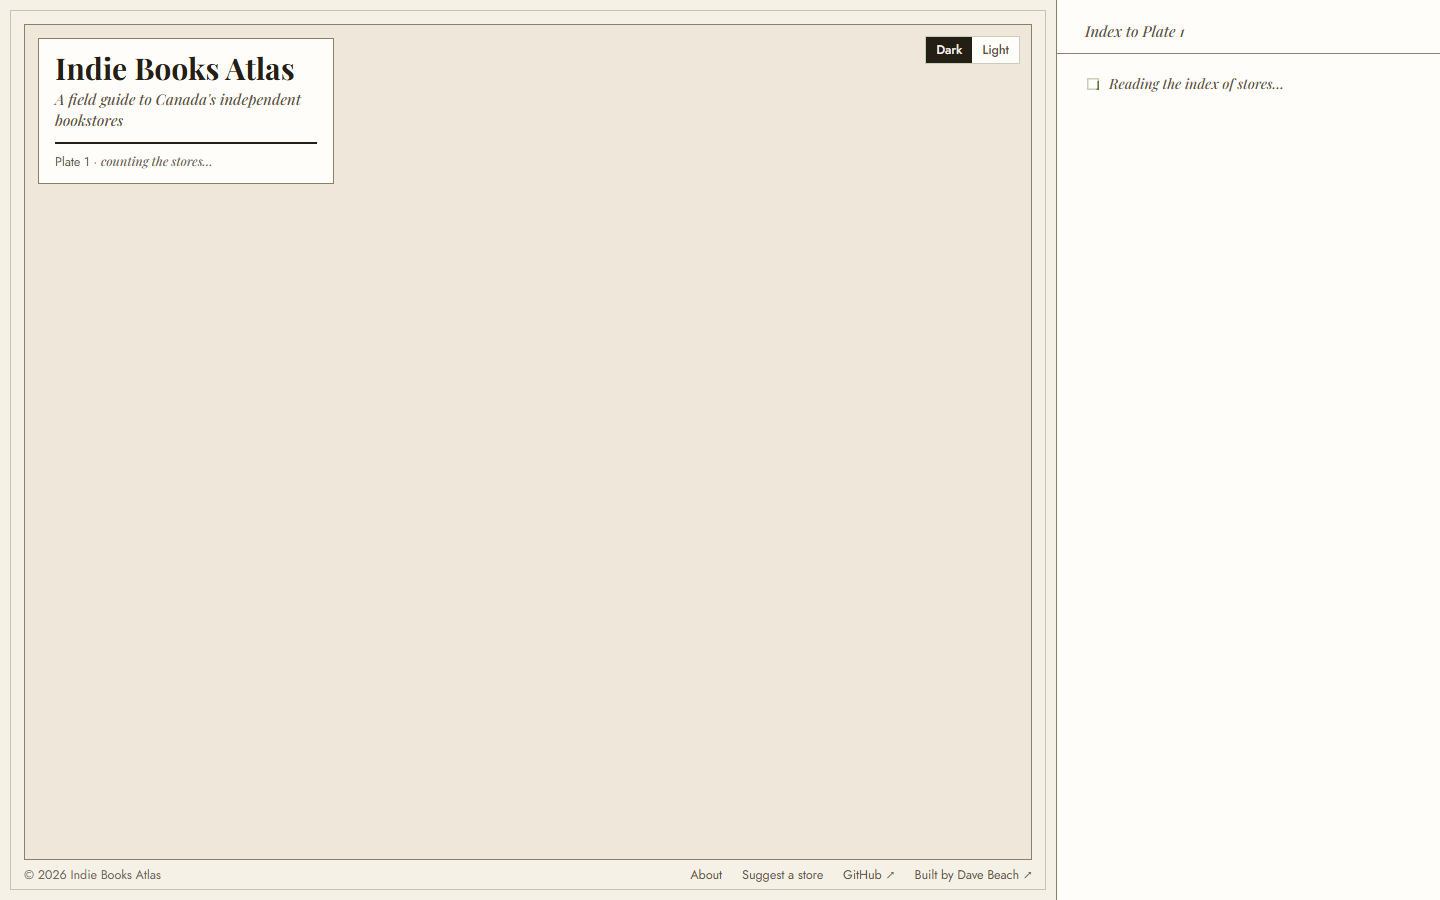 Indie Books Atlas
A field guide to Canada's independent
bookstores
Plate 1 · counting the stores...
Dark Light
Index to Plate 1
Reading the index of stores...
© 2026 Indie Books Atlas
About Suggest a store GitHub ↗ Built by Dave Beach ↗